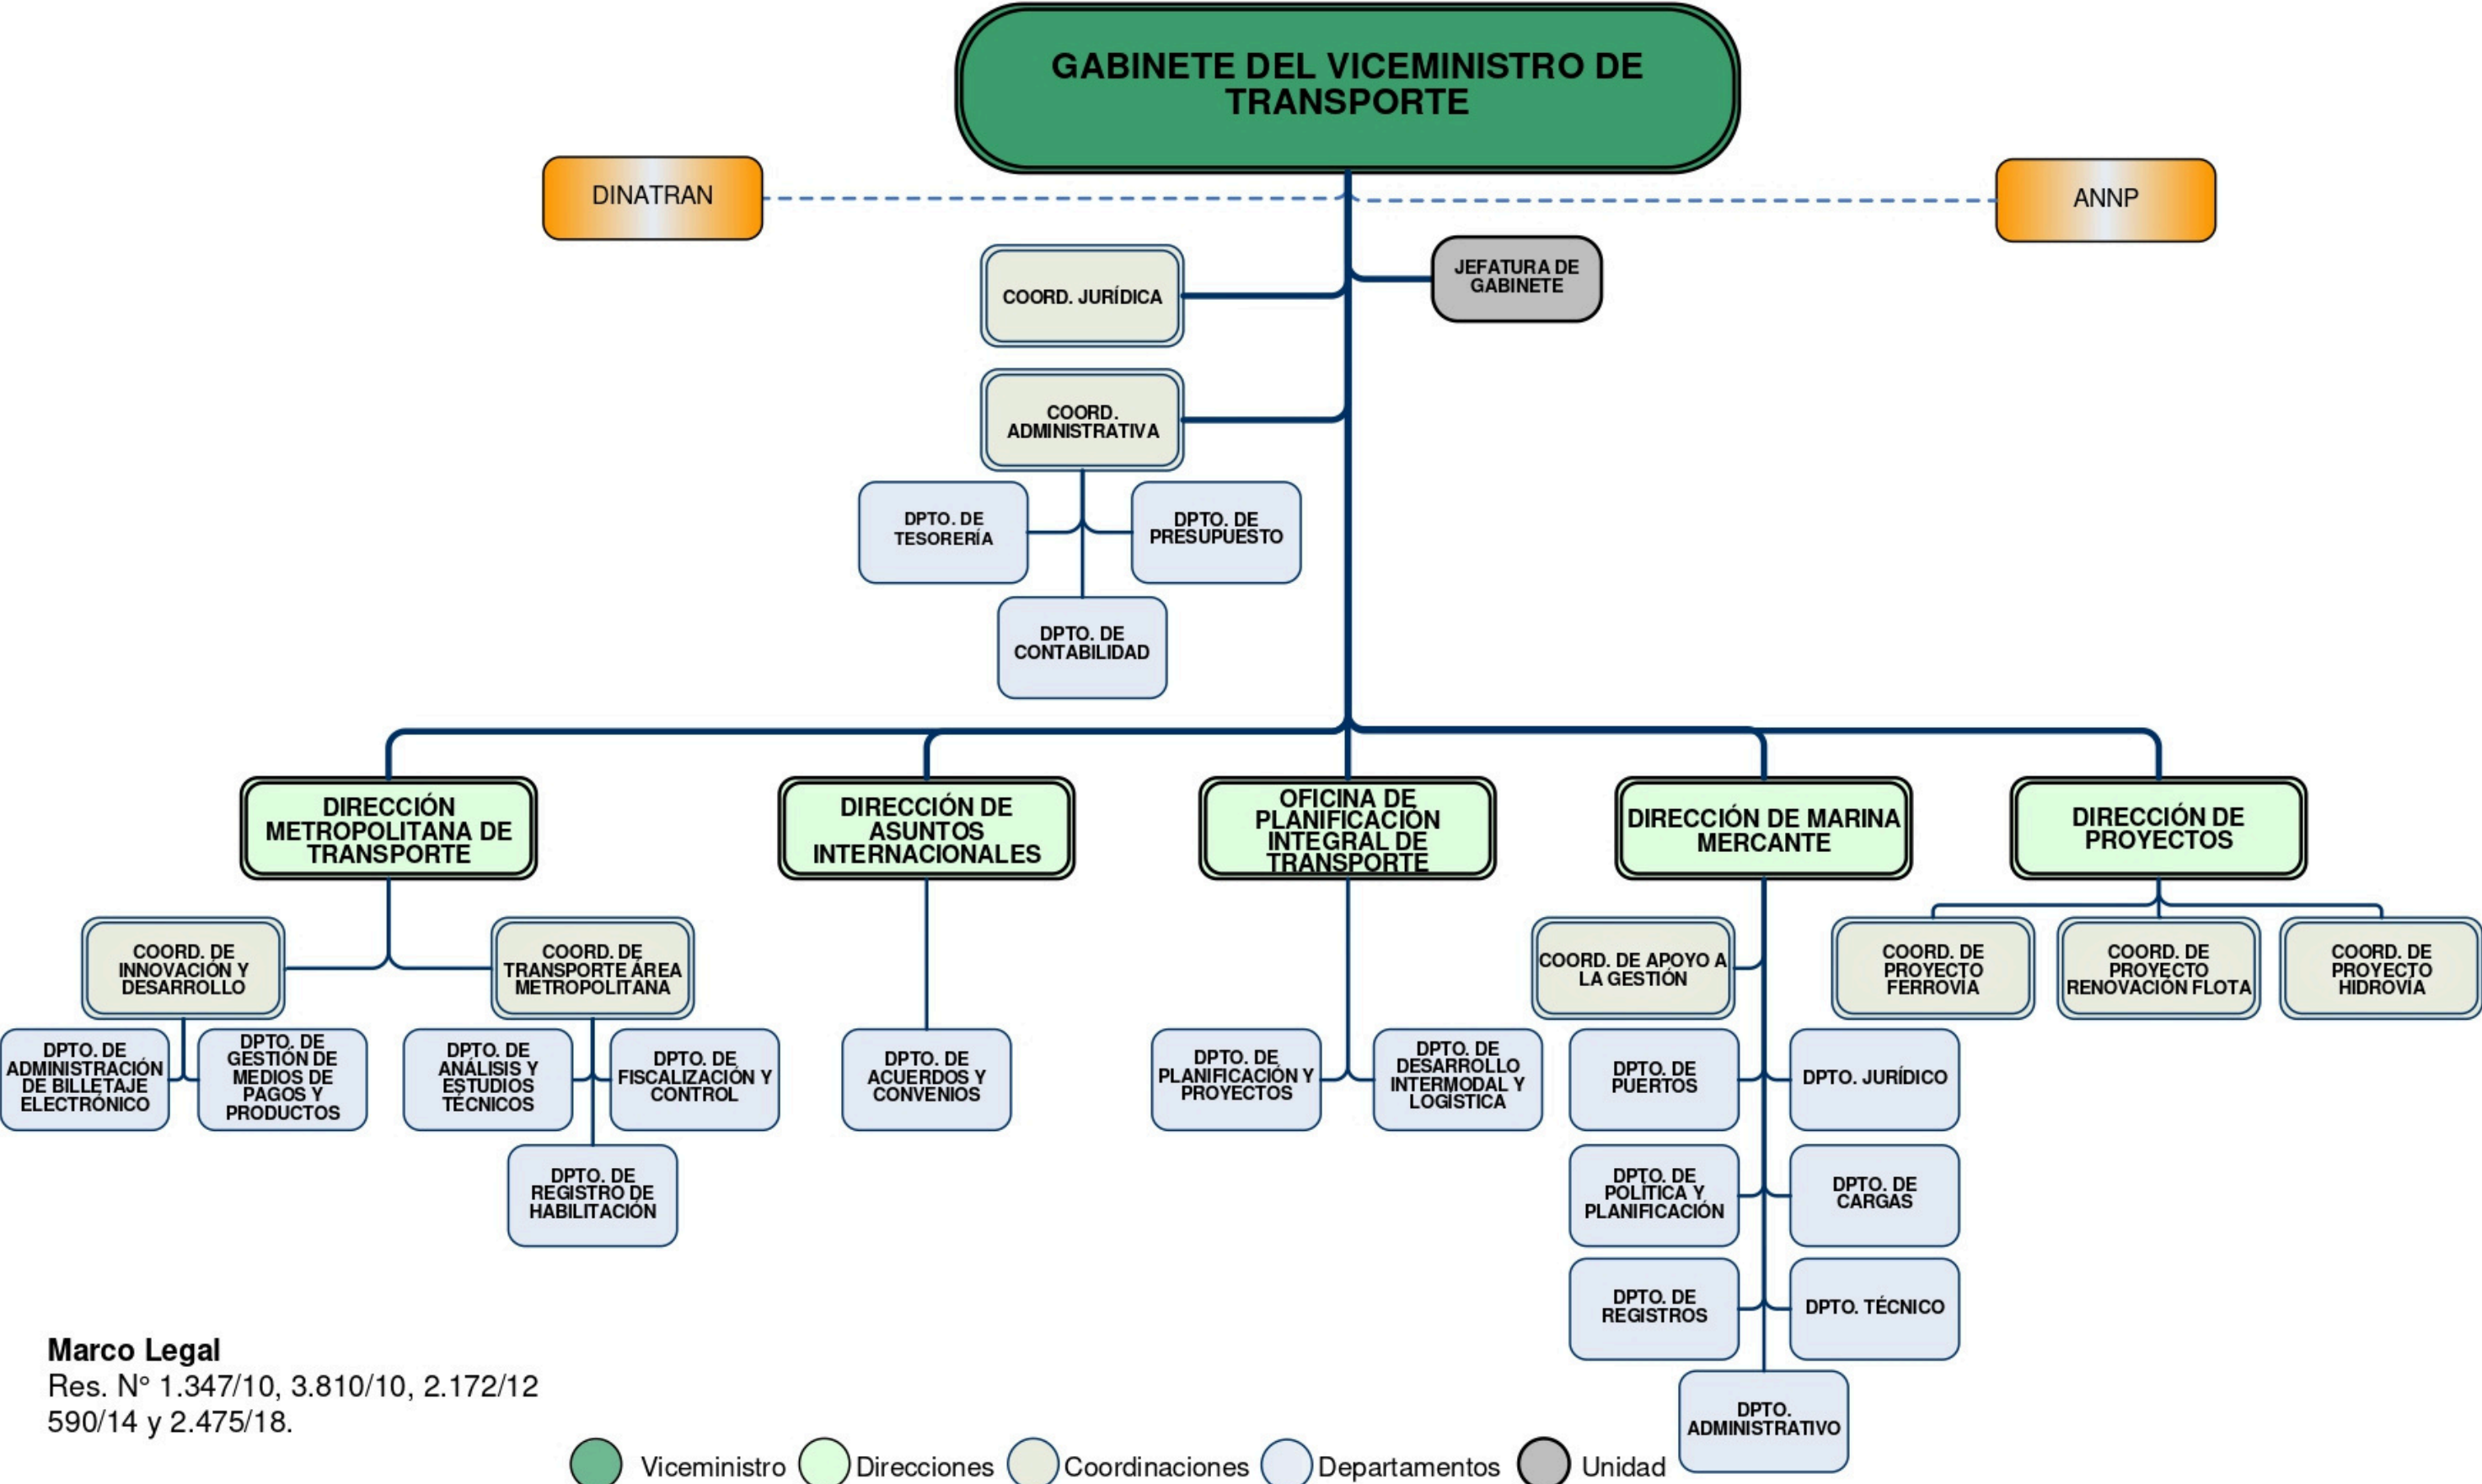 GABINETE DEL VICEMINISTRO DE
TRANSPORTE
DINATRAN
ANNP
JEFATURA DE
GABINETE
COORD. JURÍDICA
COORD.
ADMINISTRATIVA
DPTO. DE
TESORERÍA
DPTO. DE
PRESUPUESTO
DPTO. DE
CONTABILIDAD
DIRECCIÓN
METROPOLITANA DE
TRANSPORTE
DIRECCIÓN DE
ASUNTOS
INTERNACIONALES
OFICINA DE
PLANIFICACIÓN
INTEGRAL DE
TRANSPORTE
DIRECCIÓN DE MARINA
MERCANTE
DIRECCIÓN DE
PROYECTOS
COORD. DE
INNOVACIÓN Y
DESARROLLO
COORD. DE
TRANSPORTE ÁREA
METROPOLITANA
COORD. DE APOYO A
LA GESTIÓN
COORD. DE
PROYECTO
FERROVÍA
COORD. DE
PROYECTO
RENOVACIÓN FLOTA
COORD. DE
PROYECTO
HIDROVÍA
DPTO. DE
ADMINISTRACIÓN
DE BILLETAJE
ELECTRÓNICO
DPTO. DE
GESTIÓN DE
MEDIOS DE
PAGOS Y
PRODUCTOS
DPTO. DE
ANÁLISIS Y
ESTUDIOS
TÉCNICOS
DPTO. DE
FISCALIZACIÓN Y
CONTROL
DPTO. DE
ACUERDOS Y
CONVENIOS
DPTO. DE
PLANIFICACIÓN Y
PROYECTOS
DPTO. DE
DESARROLLO
INTERMODAL Y
LOGÍSTICA
DPTO. DE
PUERTOS
DPTO. JURÍDICO
DPTO. DE
REGISTRO DE
HABILITACIÓN
DPTO. DE
POLÍTICA Y
PLANIFICACIÓN
DPTO. DE
CARGAS
DPTO. DE
REGISTROS
DPTO. TÉCNICO
DPTO.
ADMINISTRATIVO
Marco Legal
Res. N° 1.347/10, 3.810/10, 2.172/12
590/14 y 2.475/18.
Viceministro
Direcciones
Coordinaciones
Departamentos
Unidad